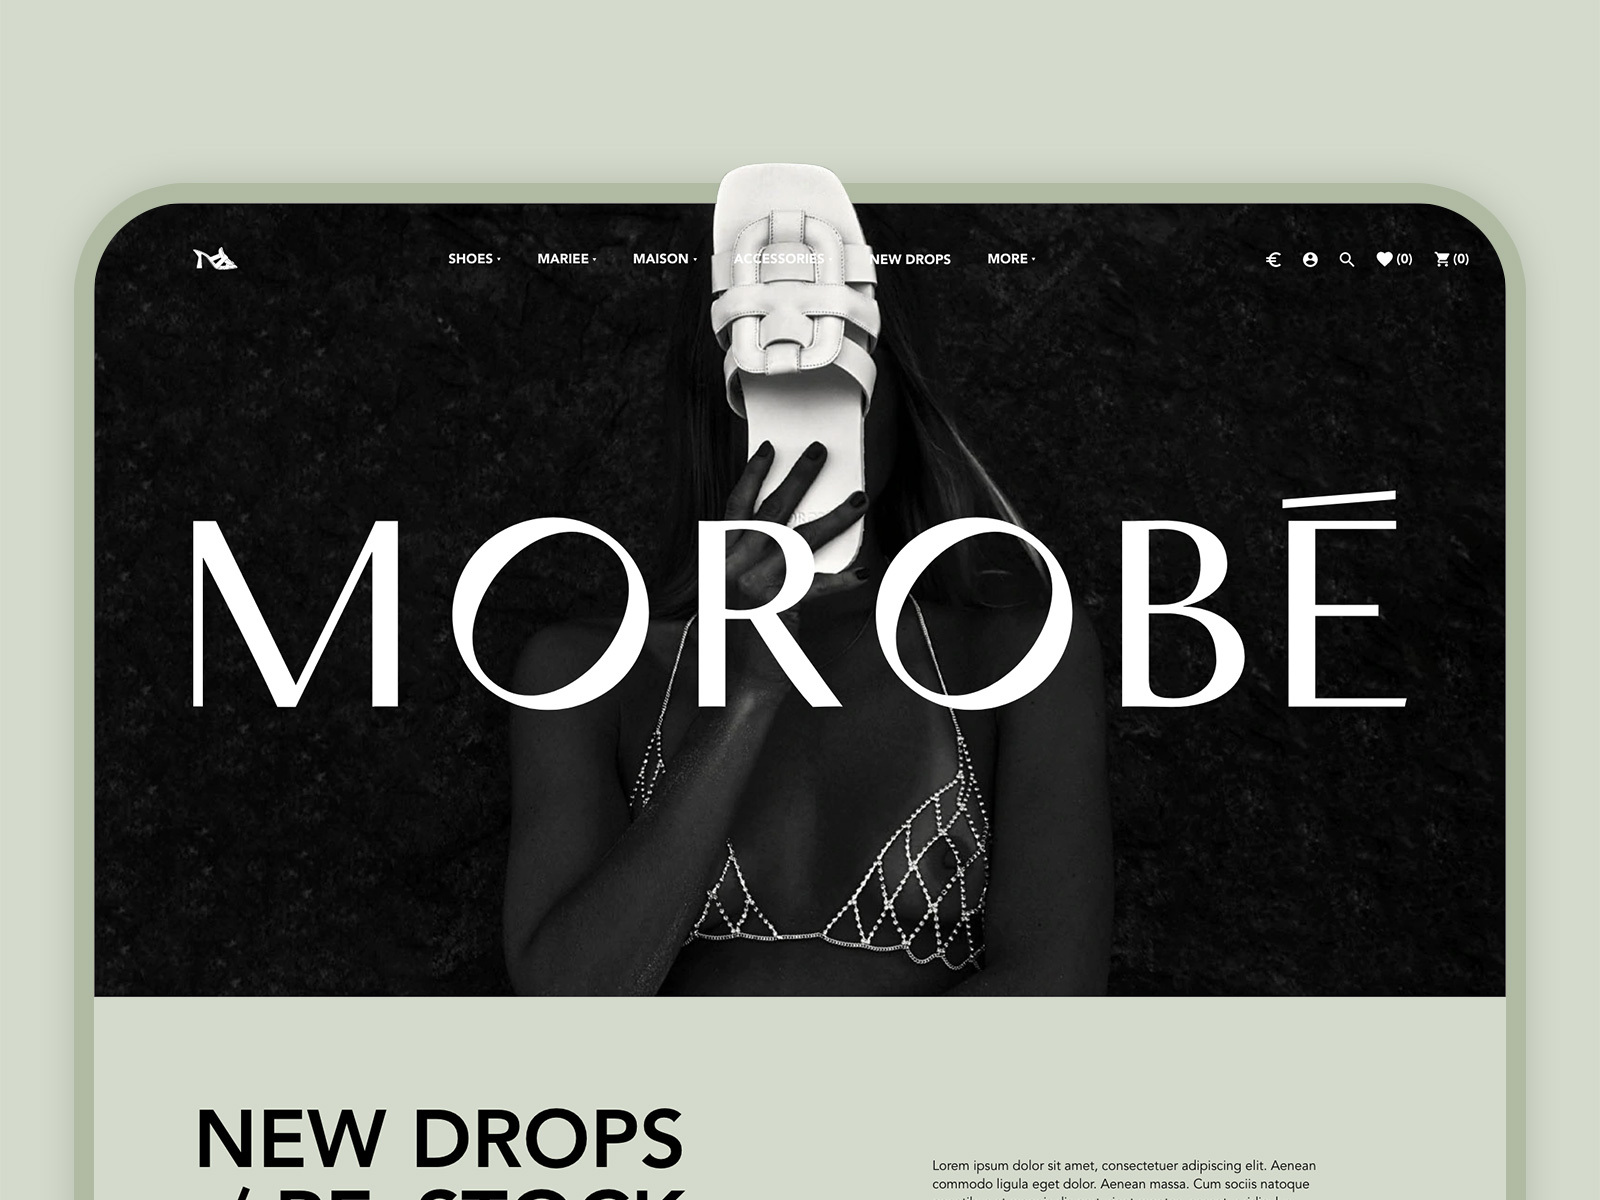 SHOES MARIEE MAISON ACCESSORIES NEW DROPS MORE € (0) (0)
MOROBÉ
NEW DROPS
/ RE-STOCK
Lorem ipsum dolor sit amet, consectetuer adipiscing elit. Aenean
commodo ligula eget dolor. Aenean massa. Cum sociis natoque